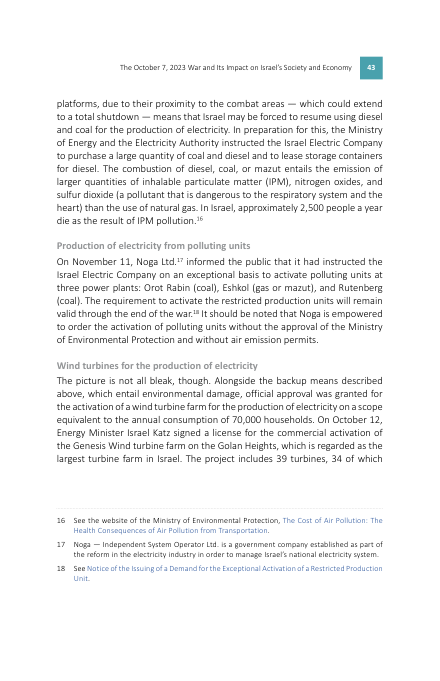 The October 7, 2023 War and Its Impact on Israel's Society and Economy 43
platforms, due to their proximity to the combat areas — which could extend
to a total shutdown — means that Israel may be forced to resume using diesel
and coal for the production of electricity. In preparation for this, the Ministry
of Energy and the Electricity Authority instructed the Israel Electric Company
to purchase a large quantity of coal and diesel and to lease storage containers
for diesel. The combustion of diesel, coal, or mazut entails the emission of
larger quantities of inhalable particulate matter (IPM), nitrogen oxides, and
sulfur dioxide (a pollutant that is dangerous to the respiratory system and the
heart) than the use of natural gas. In Israel, approximately 2,500 people a year
die as the result of IPM pollution.16
Production of electricity from polluting units
On November 11, Noga Ltd.17 informed the public that it had instructed the
Israel Electric Company on an exceptional basis to activate polluting units at
three power plants: Orot Rabin (coal), Eshkol (gas or mazut), and Rutenberg
(coal). The requirement to activate the restricted production units will remain
valid through the end of the war.18 It should be noted that Noga is empowered
to order the activation of polluting units without the approval of the Ministry
of Environmental Protection and without air emission permits.
Wind turbines for the production of electricity
The picture is not all bleak, though. Alongside the backup means described
above, which entail environmental damage, official approval was granted for
the activation of a wind turbine farm for the production of electricity on a scope
equivalent to the annual consumption of 70,000 households. On October 12,
Energy Minister Israel Katz signed a license for the commercial activation of
the Genesis Wind turbine farm on the Golan Heights, which is regarded as the
largest turbine farm in Israel. The project includes 39 turbines, 34 of which
16 See the website of the Ministry of Environmental Protection, The Cost of Air Pollution: The
Health Consequences of Air Pollution from Transportation.
17 Noga — Independent System Operator Ltd. is a government company established as part of
the reform in the electricity industry in order to manage Israel's national electricity system.
18 See Notice of the Issuing of a Demand for the Exceptional Activation of a Restricted Production
Unit.